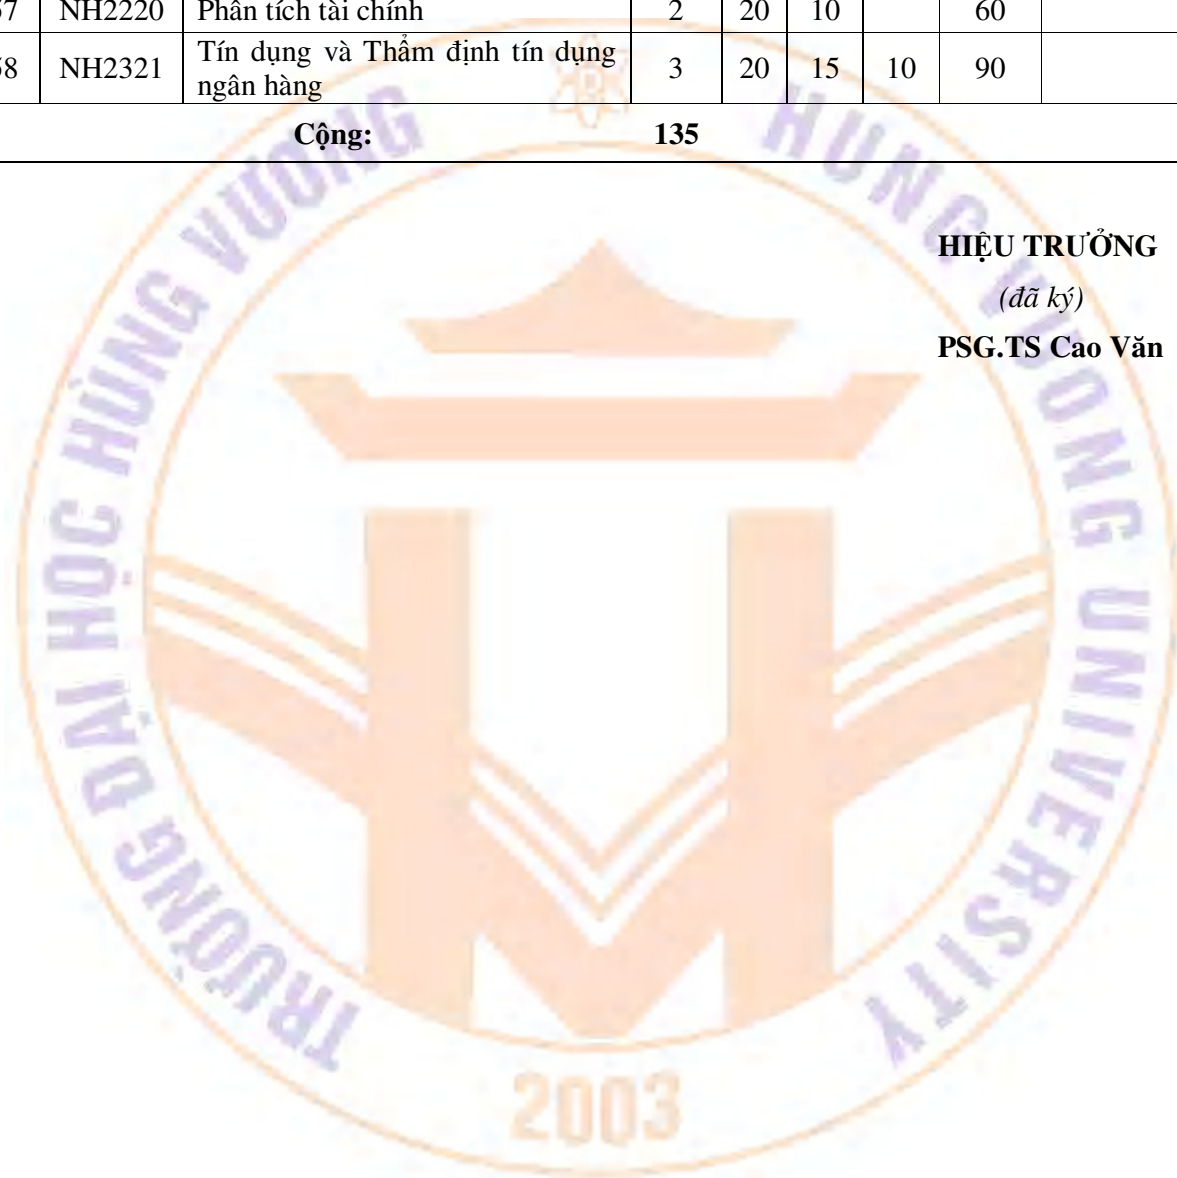 57 NH2220 Phân tích tài chính 2 20 10 60
58 NH2321 Tín dụng và Thẩm định tín dụng ngân hàng 3 20 15 10 90
Cộng: 135
HIỆU TRƯỞNG
(đã ký)
PSG.TS Cao Văn
TRƯỜNG ĐẠI HỌC HÙNG VƯƠNG
HUNG VUONG UNIVERSITY
2003